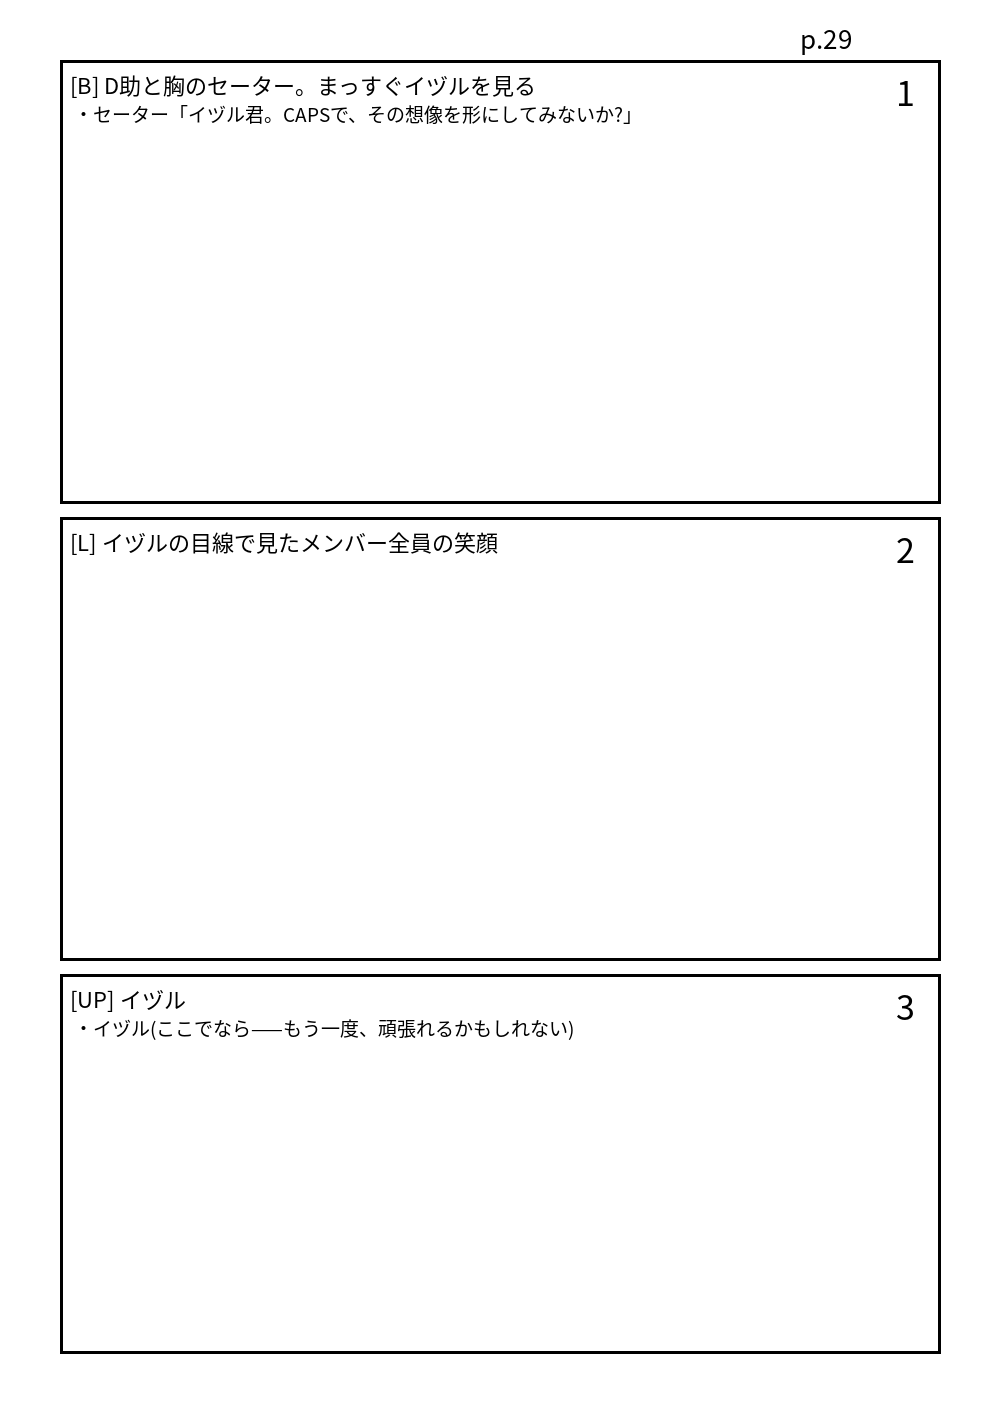 p.29
[B] D助と胸のセーター。まっすぐイヅルを見る
1
・セーター「イヅル君。CAPSで、その想像を形にしてみないか?」
[L] イヅルの目線で見たメンバー全員の笑顔
2
[UP] イヅル
3
・イヅル(ここでなら——もう一度、頑張れるかもしれない)